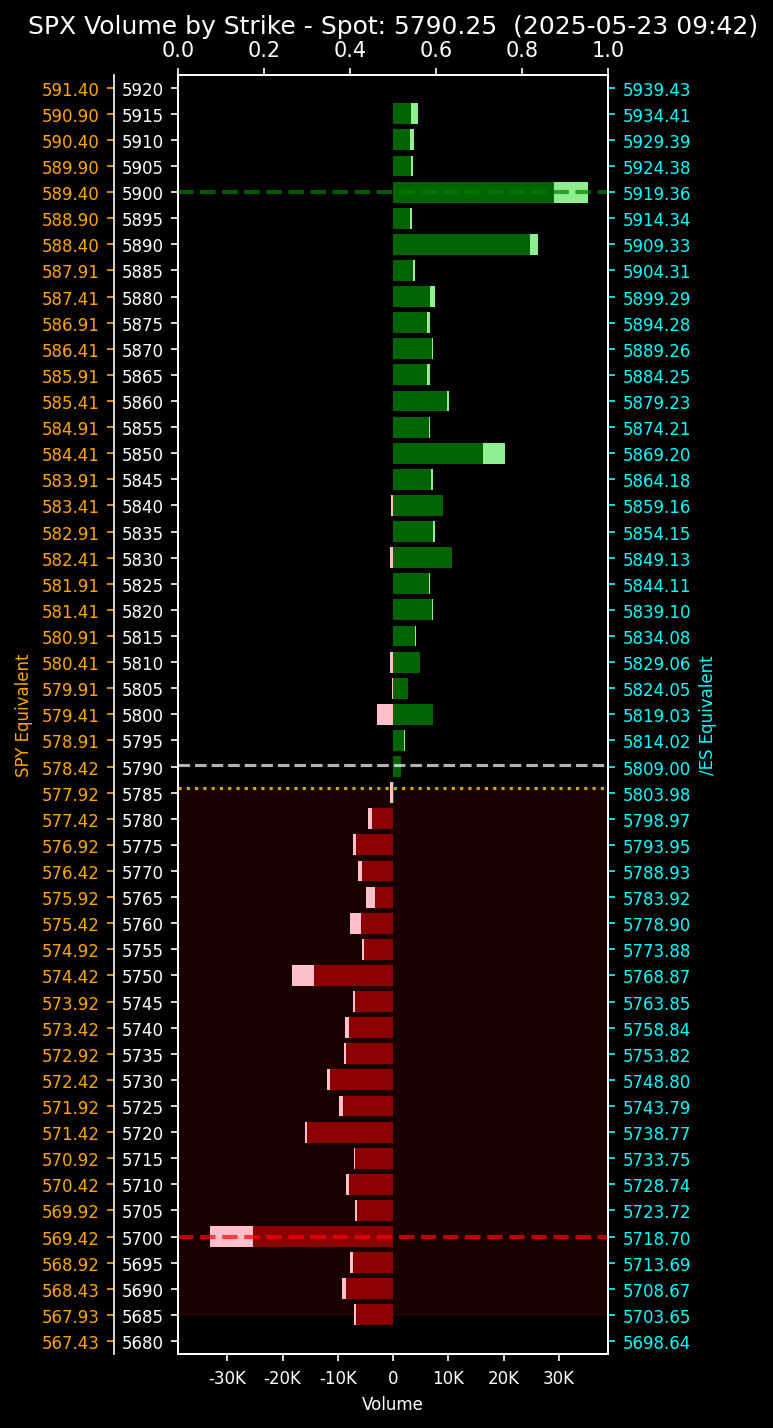 SPX Volume by Strike - Spot: 5790.25  (2025-05-23 09:42)
0.0 0.2 0.4 0.6 0.8 1.0
591.40 5920 5939.43
590.90 5915 5934.41
590.40 5910 5929.39
589.90 5905 5924.38
589.40 5900 5919.36
588.90 5895 5914.34
588.40 5890 5909.33
587.91 5885 5904.31
587.41 5880 5899.29
586.91 5875 5894.28
586.41 5870 5889.26
585.91 5865 5884.25
585.41 5860 5879.23
584.91 5855 5874.21
584.41 5850 5869.20
583.91 5845 5864.18
583.41 5840 5859.16
582.91 5835 5854.15
582.41 5830 5849.13
581.91 5825 5844.11
581.41 5820 5839.10
580.91 5815 5834.08
580.41 5810 5829.06
579.91 5805 5824.05
579.41 5800 5819.03
578.91 5795 5814.02
578.42 5790 5809.00
577.92 5785 5803.98
577.42 5780 5798.97
576.92 5775 5793.95
576.42 5770 5788.93
575.92 5765 5783.92
575.42 5760 5778.90
574.92 5755 5773.88
574.42 5750 5768.87
573.92 5745 5763.85
573.42 5740 5758.84
572.92 5735 5753.82
572.42 5730 5748.80
571.92 5725 5743.79
571.42 5720 5738.77
570.92 5715 5733.75
570.42 5710 5728.74
569.92 5705 5723.72
569.42 5700 5718.70
568.92 5695 5713.69
568.43 5690 5708.67
567.93 5685 5703.65
567.43 5680 5698.64
SPY Equivalent
/ES Equivalent
-30K -20K -10K 0 10K 20K 30K
Volume